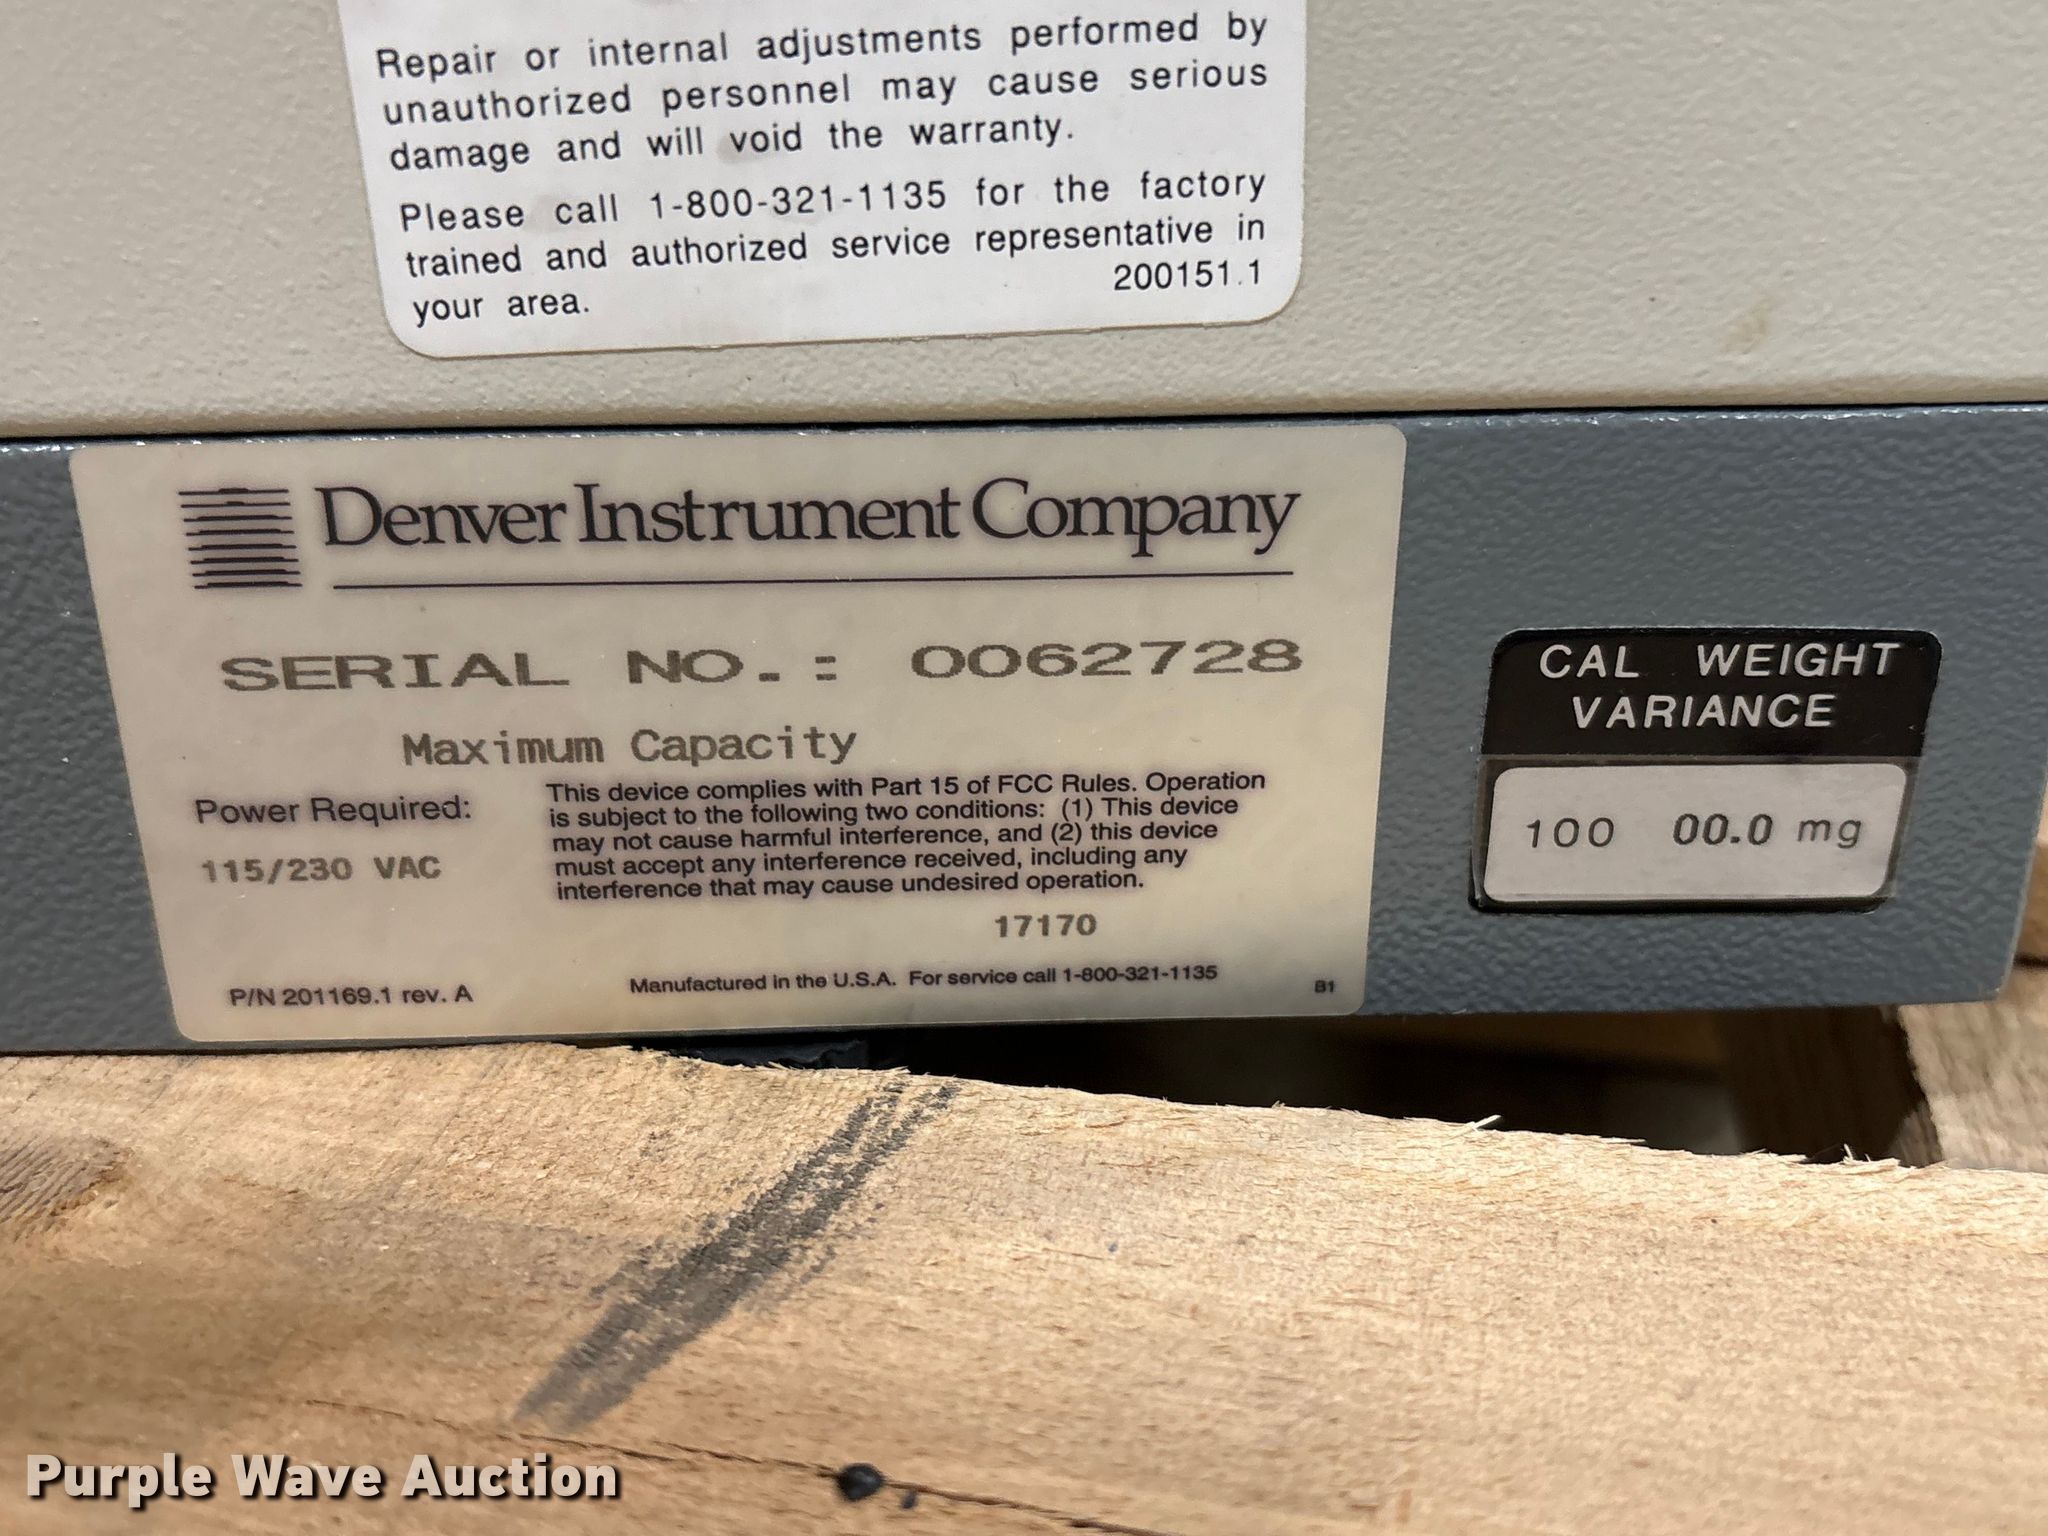 Repair or internal adjustments performed by
unauthorized personnel may cause serious
damage and will void the warranty.
Please call 1-800-321-1135 for the factory
trained and authorized service representative in
your area. 200151.1
Denver Instrument Company
SERIAL NO.: 0062728
Maximum Capacity
Power Required:
115/230 VAC
This device complies with Part 15 of FCC Rules. Operation
is subject to the following two conditions: (1) This device
may not cause harmful interference, and (2) this device
must accept any interference received, including any
interference that may cause undesired operation.
17170
P/N 201169.1 rev. A
Manufactured in the U.S.A. For service call 1-800-321-1135
B1
CAL WEIGHT
VARIANCE
100 00.0 mg
Purple Wave Auction